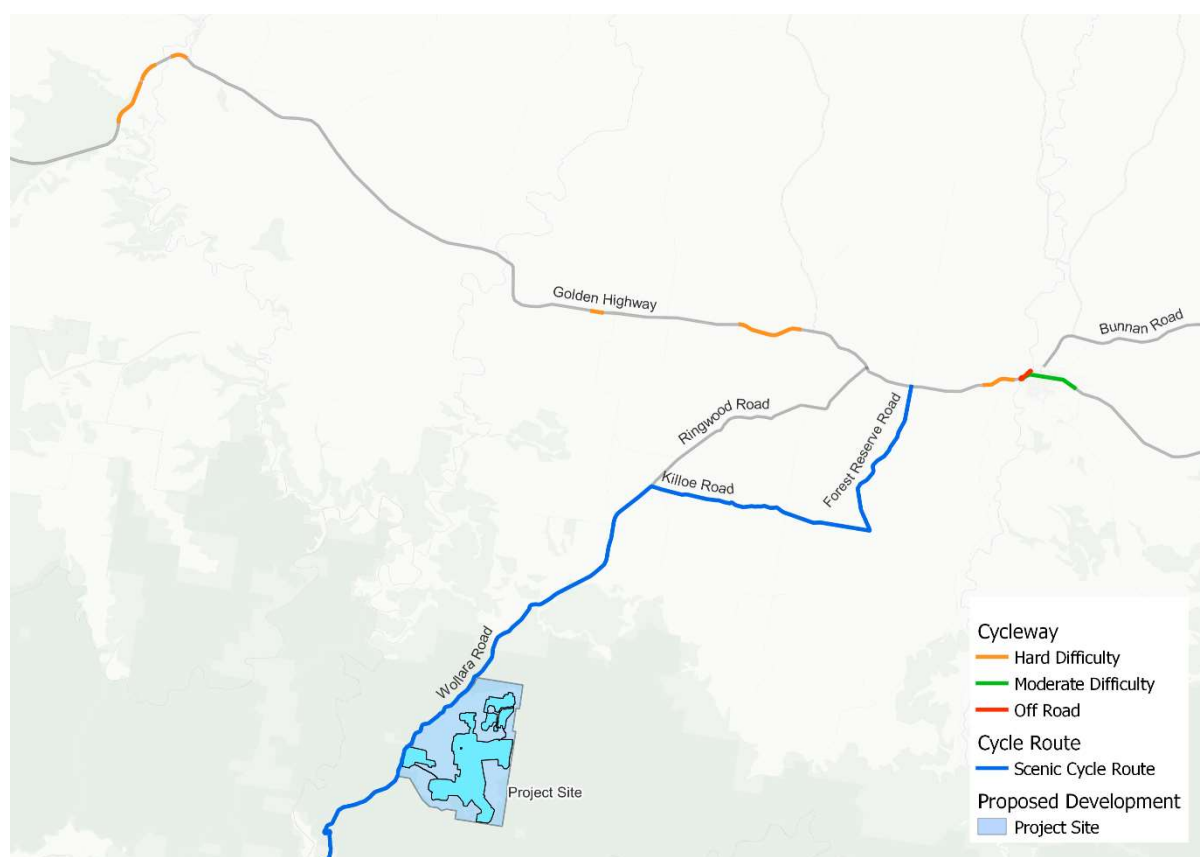 Golden Highway
Bunnan Road
Ringwood Road
Forest Reserve Road
Killoe Road
Wollara Road
Project Site
Cycleway
Hard Difficulty
Moderate Difficulty
Off Road
Cycle Route
Scenic Cycle Route
Proposed Development
Project Site